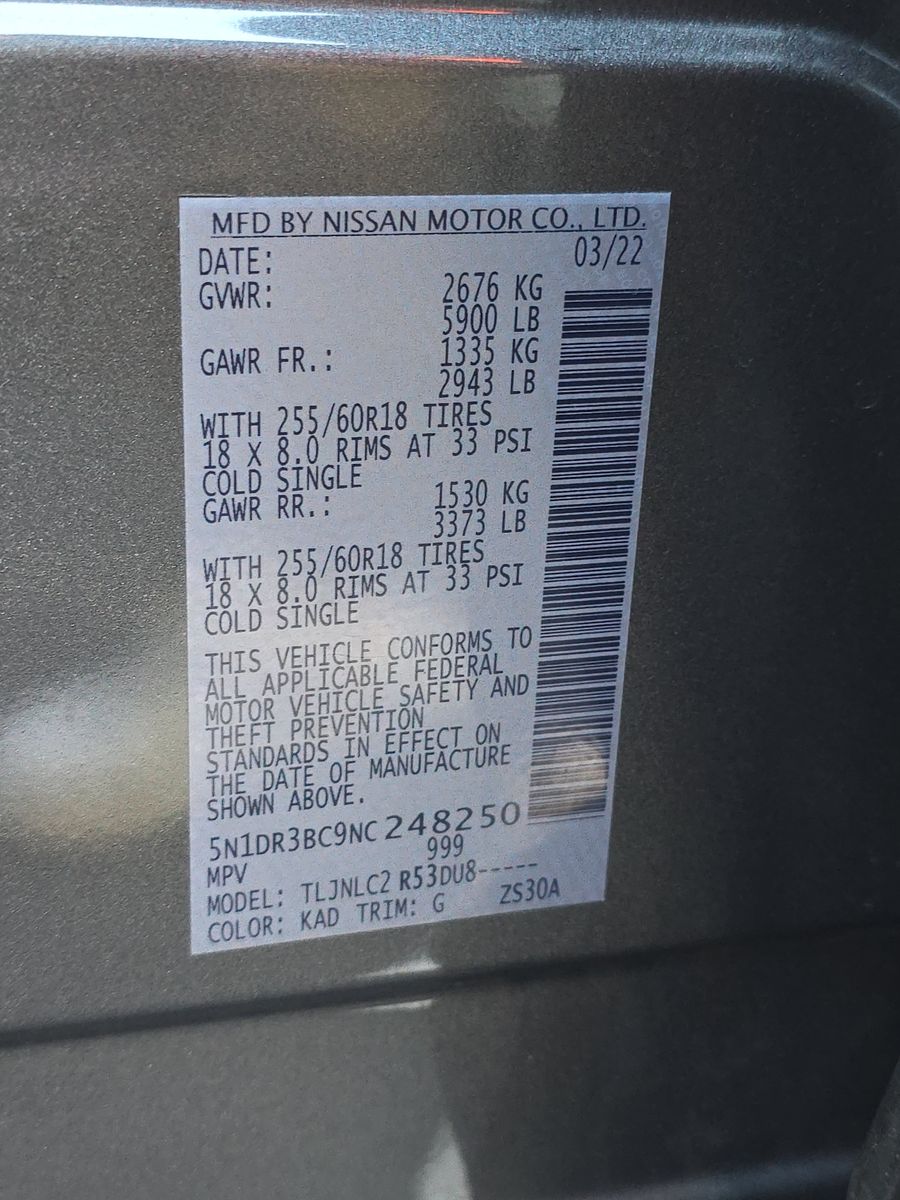 MFD BY NISSAN MOTOR CO., LTD.
DATE: 03/22
GVWR: 2676 KG
5900 LB
GAWR FR.: 1335 KG
2943 LB
WITH 255/60R18 TIRES
18 X 8.0 RIMS AT 33 PSI
COLD SINGLE
GAWR RR.: 1530 KG
3373 LB
WITH 255/60R18 TIRES
18 X 8.0 RIMS AT 33 PSI
COLD SINGLE
THIS VEHICLE CONFORMS TO
ALL APPLICABLE FEDERAL
MOTOR VEHICLE SAFETY AND
THEFT PREVENTION
STANDARDS IN EFFECT ON
THE DATE OF MANUFACTURE
SHOWN ABOVE.
5N1DR3BC9NC248250
MPV 999
MODEL: TLJNLC2 R53DU8-----
COLOR: KAD TRIM: G ZS30A